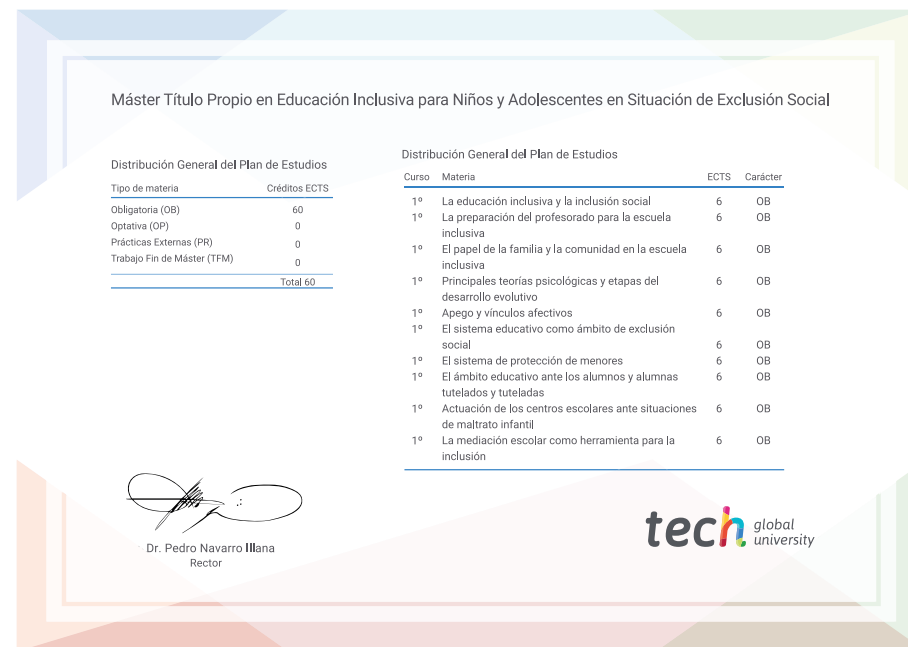 Máster Título Propio en Educación Inclusiva para Niños y Adolescentes en Situación de Exclusión Social
Distribución General del Plan de Estudios
Tipo de materia Créditos ECTS
Obligatoria (OB) 60
Optativa (OP) 0
Prácticas Externas (PR) 0
Trabajo Fin de Máster (TFM) 0
Total 60
Distribución General del Plan de Estudios
Curso Materia ECTS Carácter
1º La educación inclusiva y la inclusión social 6 OB
1º La preparación del profesorado para la escuela 6 OB
inclusiva
1º El papel de la familia y la comunidad en la escuela 6 OB
inclusiva
1º Principales teorías psicológicas y etapas del 6 OB
desarrollo evolutivo
1º Apego y vínculos afectivos 6 OB
1º El sistema educativo como ámbito de exclusión
social 6 OB
1º El sistema de protección de menores 6 OB
1º El ámbito educativo ante los alumnos y alumnas 6 OB
tutelados y tuteladas
1º Actuación de los centros escolares ante situaciones 6 OB
de maltrato infantil
1º La mediación escolar como herramienta para la 6 OB
inclusión
Dr. Pedro Navarro Illana
Rector
tech global
university